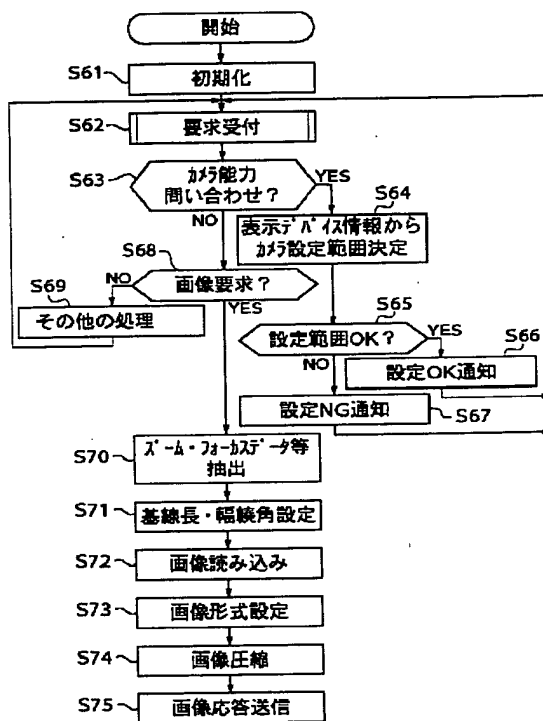 開始
S61
初期化
S62
要求受付
S63
カメラ能力
問い合わせ?
YES
NO
S64
表示デバイス情報から
カメラ設定範囲決定
S68
画像要求?
NO
YES
S69
その他の処理
S65
設定範囲OK?
YES
NO
S66
設定OK通知
設定NG通知
S67
S70
ズーム・フォーカスデータ等
抽出
S71
基線長・輻輳角設定
S72
画像読み込み
S73
画像形式設定
S74
画像圧縮
S75
画像応答送信